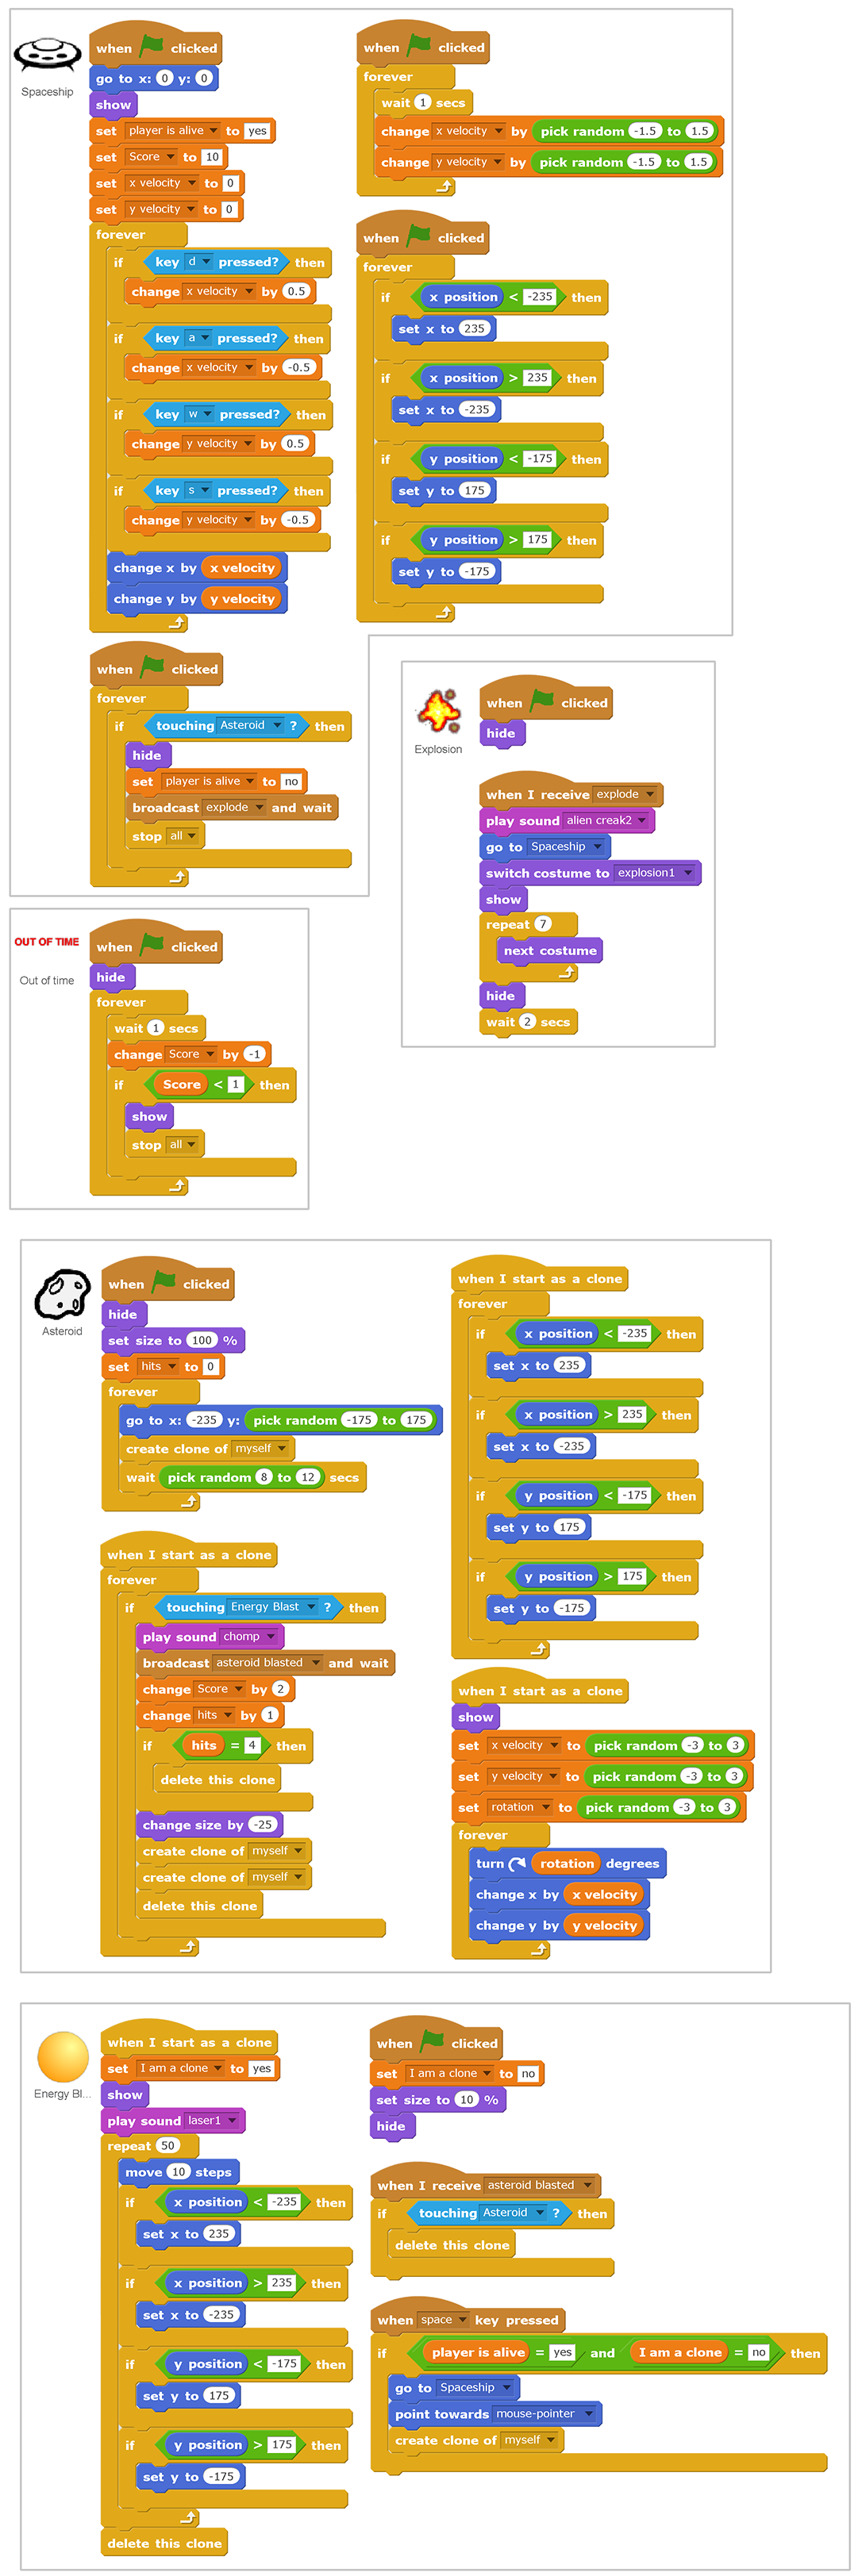 Spaceship
when clicked
go to x: 0 y: 0
show
set player is alive to yes
set Score to 10
set x velocity to 0
set y velocity to 0
forever
if key d pressed? then
change x velocity by 0.5
if key a pressed? then
change x velocity by -0.5
if key w pressed? then
change y velocity by 0.5
if key s pressed? then
change y velocity by -0.5
change x by x velocity
change y by y velocity
when clicked
forever
wait 1 secs
change x velocity by pick random -1.5 to 1.5
change y velocity by pick random -1.5 to 1.5
when clicked
forever
if x position < -235 then
set x to 235
if x position > 235 then
set x to -235
if y position < -175 then
set y to 175
if y position > 175 then
set y to -175
when clicked
forever
if touching Asteroid ? then
hide
set player is alive to no
broadcast explode and wait
stop all
Explosion
when clicked
hide
when I receive explode
play sound alien creak2
go to Spaceship
switch costume to explosion1
show
repeat 7
next costume
hide
wait 2 secs
OUT OF TIME
Out of time
when clicked
hide
forever
wait 1 secs
change Score by -1
if Score < 1 then
show
stop all
Asteroid
when clicked
hide
set size to 100 %
set hits to 0
forever
go to x: -235 y: pick random -175 to 175
create clone of myself
wait pick random 8 to 12 secs
when I start as a clone
forever
if touching Energy Blast ? then
play sound chomp
broadcast asteroid blasted and wait
change Score by 2
change hits by 1
if hits = 4 then
delete this clone
change size by -25
create clone of myself
create clone of myself
delete this clone
when I start as a clone
forever
if x position < -235 then
set x to 235
if x position > 235 then
set x to -235
if y position < -175 then
set y to 175
if y position > 175 then
set y to -175
when I start as a clone
show
set x velocity to pick random -3 to 3
set y velocity to pick random -3 to 3
set rotation to pick random -3 to 3
forever
turn rotation degrees
change x by x velocity
change y by y velocity
Energy Bl...
when I start as a clone
set I am a clone to yes
show
play sound laser1
repeat 50
move 10 steps
if x position < -235 then
set x to 235
if x position > 235 then
set x to -235
if y position < -175 then
set y to 175
if y position > 175 then
set y to -175
delete this clone
when clicked
set I am a clone to no
set size to 10 %
hide
when I receive asteroid blasted
if touching Asteroid ? then
delete this clone
when space key pressed
if player is alive = yes and I am a clone = no then
go to Spaceship
point towards mouse-pointer
create clone of myself